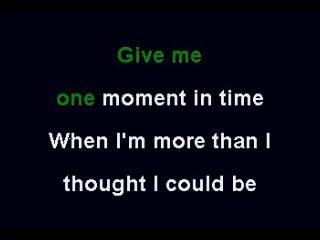 Give me
one moment in time
When I'm more than I
thought I could be